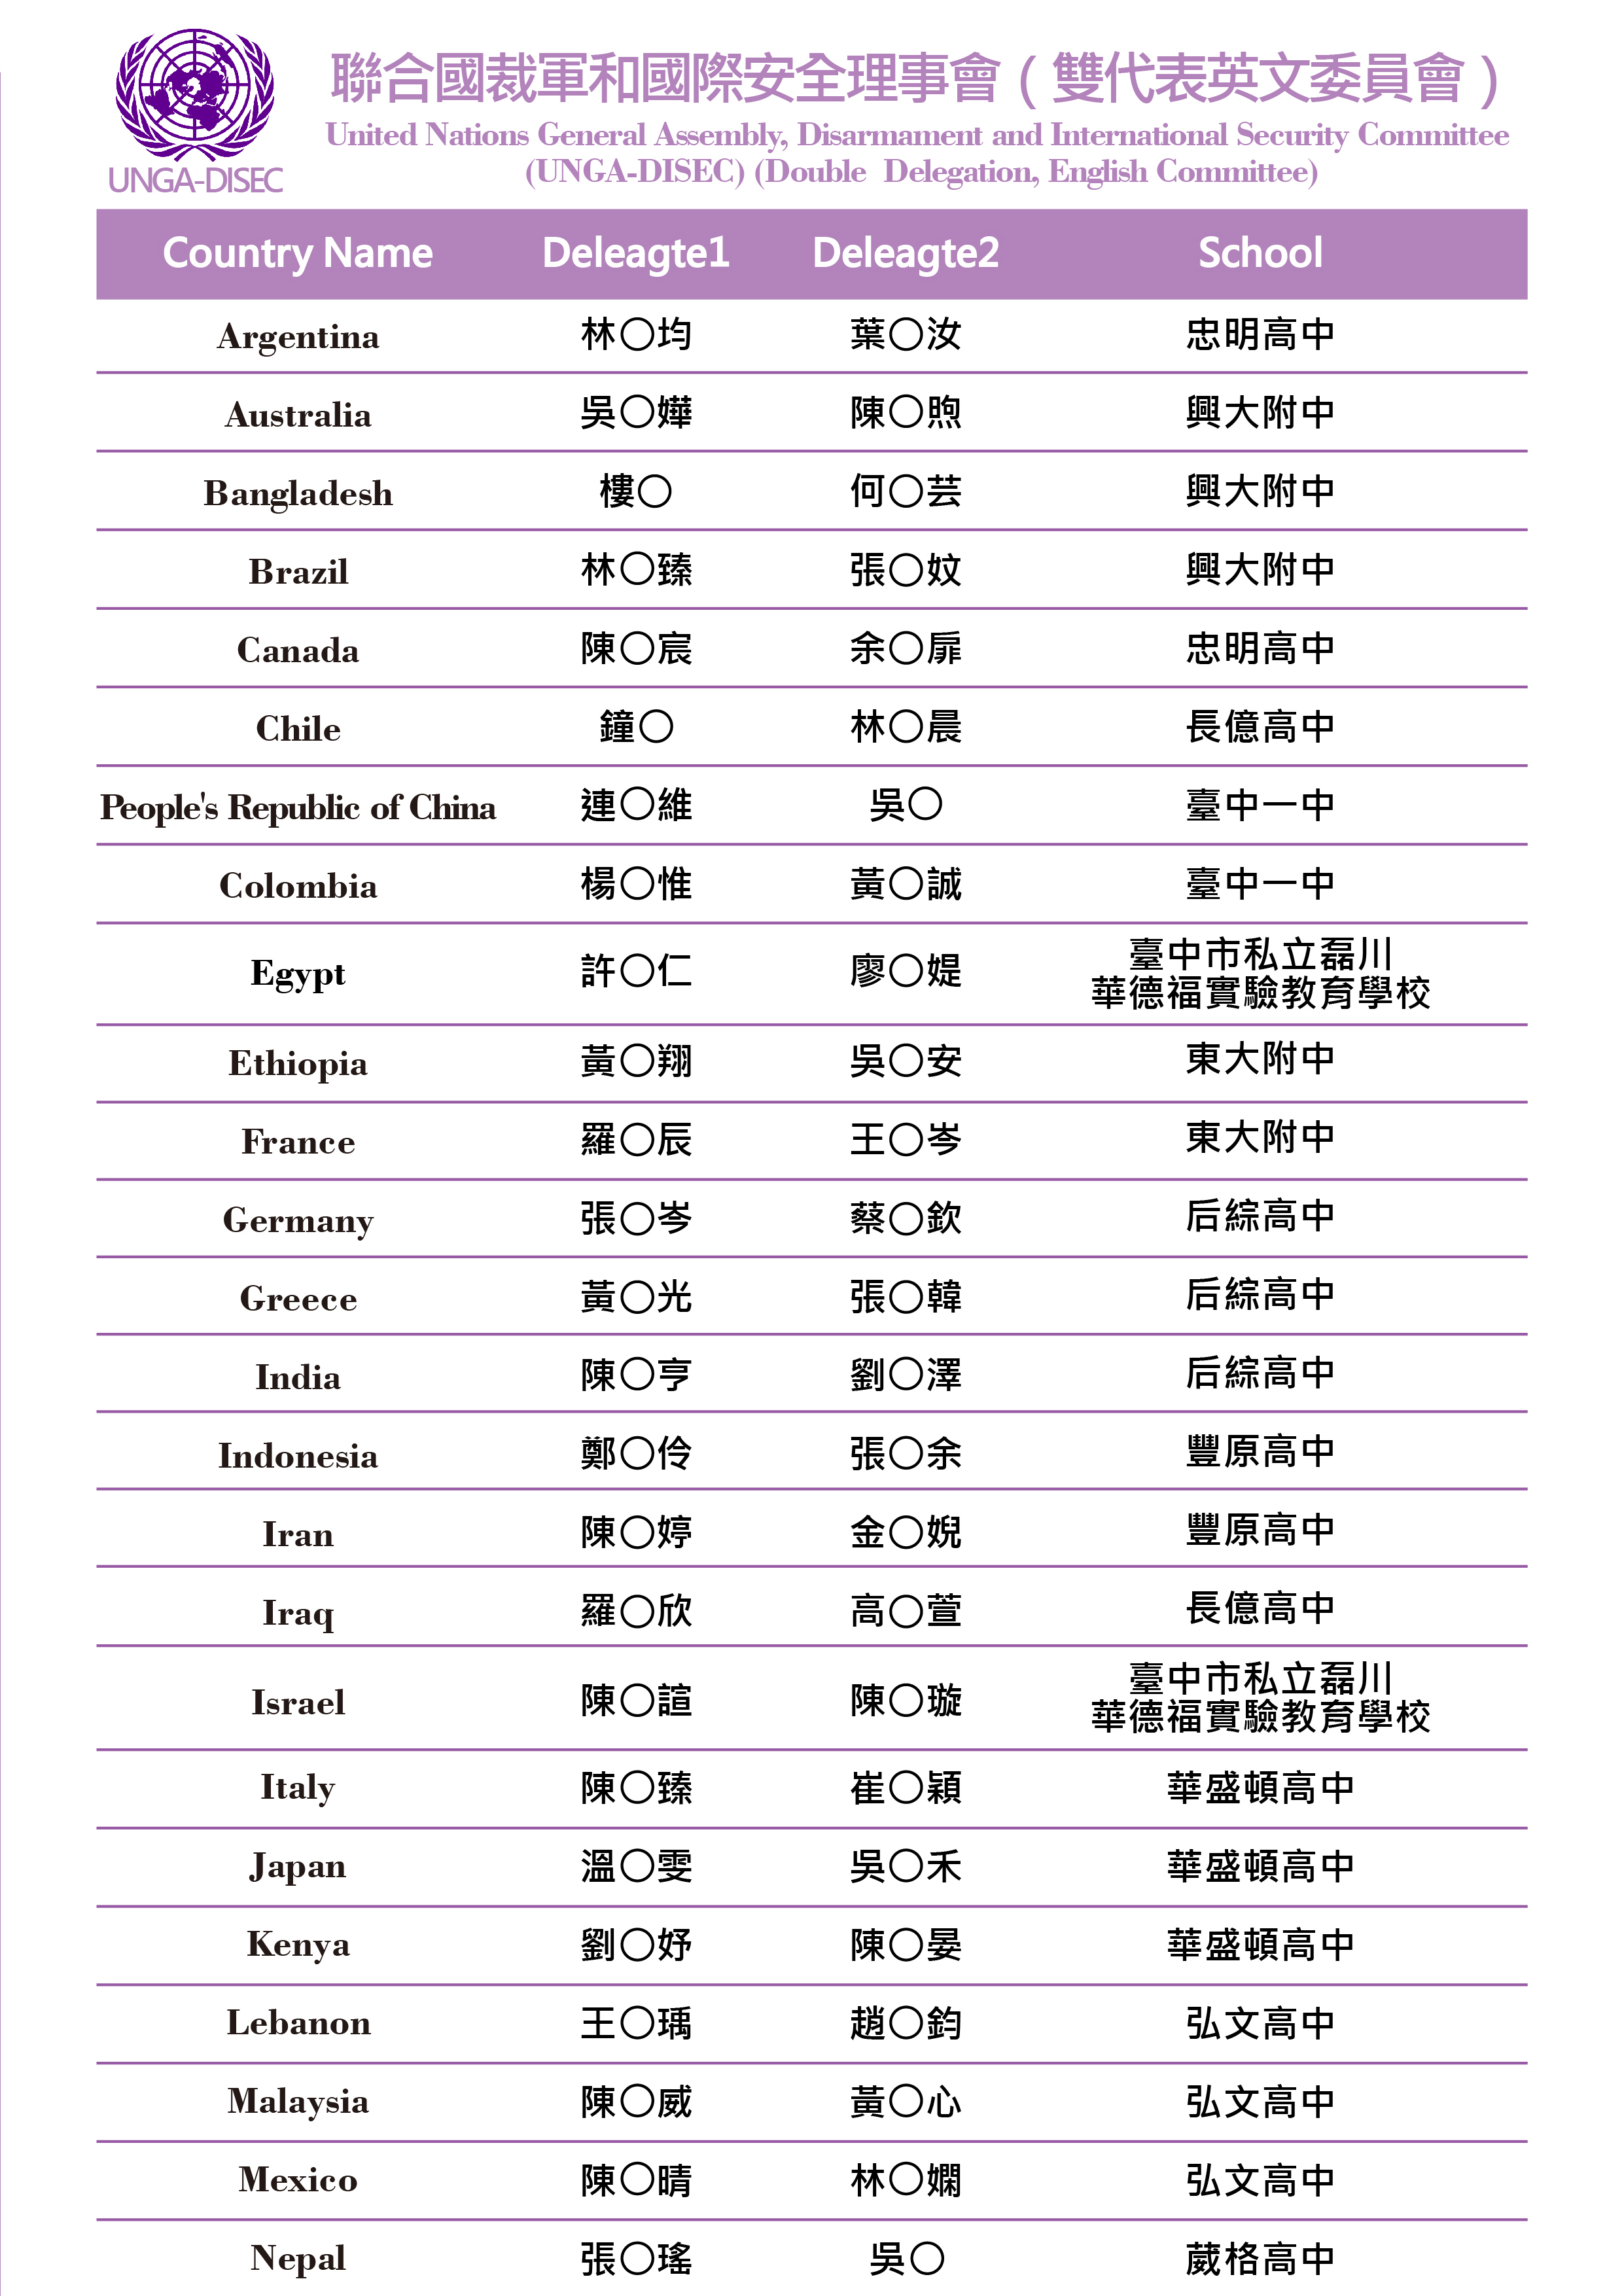 聯合國裁軍和國際安全理事會（雙代表英文委員會）
United Nations General Assembly, Disarmament and International Security Committee
(UNGA-DISEC) (Double Delegation, English Committee)
UNGA-DISEC
Country Name Deleagte1 Deleagte2 School
Argentina 林〇均 葉〇汝 忠明高中
Australia 吳〇嬅 陳〇煦 興大附中
Bangladesh 樓〇 何〇芸 興大附中
Brazil 林〇臻 張〇妏 興大附中
Canada 陳〇宸 余〇扉 忠明高中
Chile 鐘〇 林〇晨 長億高中
People's Republic of China 連〇維 吳〇 臺中一中
Colombia 楊〇惟 黃〇誠 臺中一中
Egypt 許〇仁 廖〇媞 臺中市私立磊川
華德福實驗教育學校
Ethiopia 黃〇翔 吳〇安 東大附中
France 羅〇辰 王〇岑 東大附中
Germany 張〇岑 蔡〇欽 后綜高中
Greece 黃〇光 張〇韓 后綜高中
India 陳〇亨 劉〇澤 后綜高中
Indonesia 鄭〇伶 張〇余 豐原高中
Iran 陳〇婷 金〇婗 豐原高中
Iraq 羅〇欣 高〇萱 長億高中
Israel 陳〇諠 陳〇璇 臺中市私立磊川
華德福實驗教育學校
Italy 陳〇臻 崔〇穎 華盛頓高中
Japan 溫〇雯 吳〇禾 華盛頓高中
Kenya 劉〇妤 陳〇晏 華盛頓高中
Lebanon 王〇瑀 趙〇鈞 弘文高中
Malaysia 陳〇威 黃〇心 弘文高中
Mexico 陳〇晴 林〇嫻 弘文高中
Nepal 張〇瑤 吳〇 葳格高中